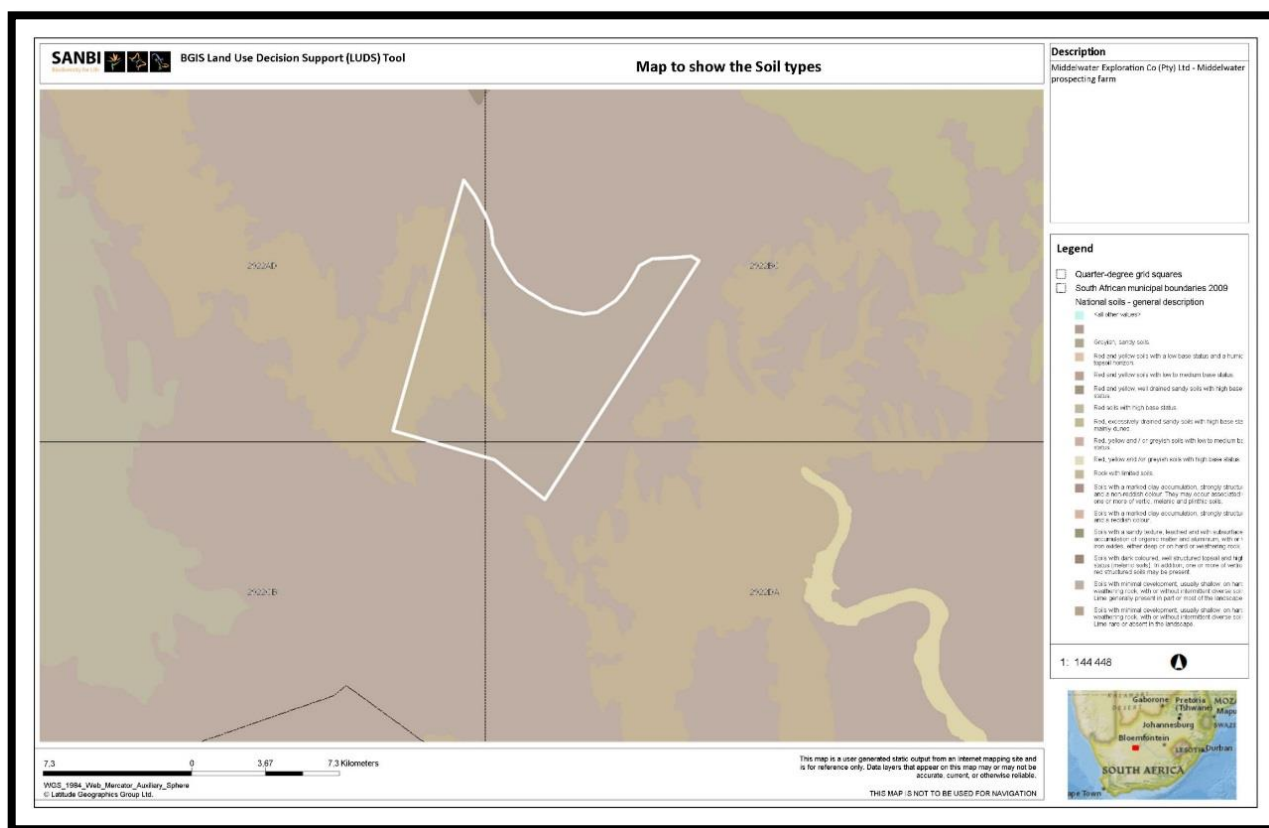 SANBI
BGIS Land Use Decision Support (LUDS) Tool
Map to show the Soil types
Description
Middelwater Exploration Co (Pty) Ltd - Middelwater
prospecting farm
2922AD
2922BC
2922CB
2922DA
Legend
Quarter-degree grid squares
South African municipal boundaries 2009
National soils - general description
<all other values>
Greyish, sandy soils.
Red and yellow soils with a low base status and a humic
topsoil horizon.
Red and yellow soils with low to medium base status.
Red and yellow, well drained sandy soils with high base
status.
Red soils with high base status.
Red, excessively drained sandy soils with high base sta
mainly dunes
Red, yellow and / or greyish soils with low to medium ba
status.
Red, yellow and /or greyish soils with high base status.
Rock with limited soils.
Soils with a marked clay accumulation, strongly structu
and a non-reddish colour. They may occur associated
one or more of vertic, melanic and plinthic soils.
Soils with a marked clay accumulation, strongly structu
and a reddish colour.
Soils with a sandy texture, leached and with subsurface
accumulation of organic matter and aluminium, with or
iron oxides, either deep or on hard or weathering rock.
Soils with dark coloured, well structured topsoil and high
status (melanic soils). In addition, one or more of vertic
red structured soils may be present.
Soils with minimal development, usually shallow, on hard
weathering rock, with or without intermittent diverse soil
Lime generally present in part or most of the landscape
Soils with minimal development, usually shallow, on hard
weathering rock, with or without intermittent diverse soil
Lime rare or absent in the landscape.
1: 144 448
Gaborone Pretoria MOZ
(Tshwane) Mapu
Johannesburg SWAZI
Bloemfontein
LESOTHO Durban
SOUTH AFRICA
ape Town
7.3 0 3.67 7.3 Kilometers
WGS_1984_Web_Mercator_Auxiliary_Sphere
© Latitude Geographics Group Ltd.
This map is a user generated static output from an Internet mapping site and
is for reference only. Data layers that appear on this map may or may not be
accurate, current, or otherwise reliable.
THIS MAP IS NOT TO BE USED FOR NAVIGATION